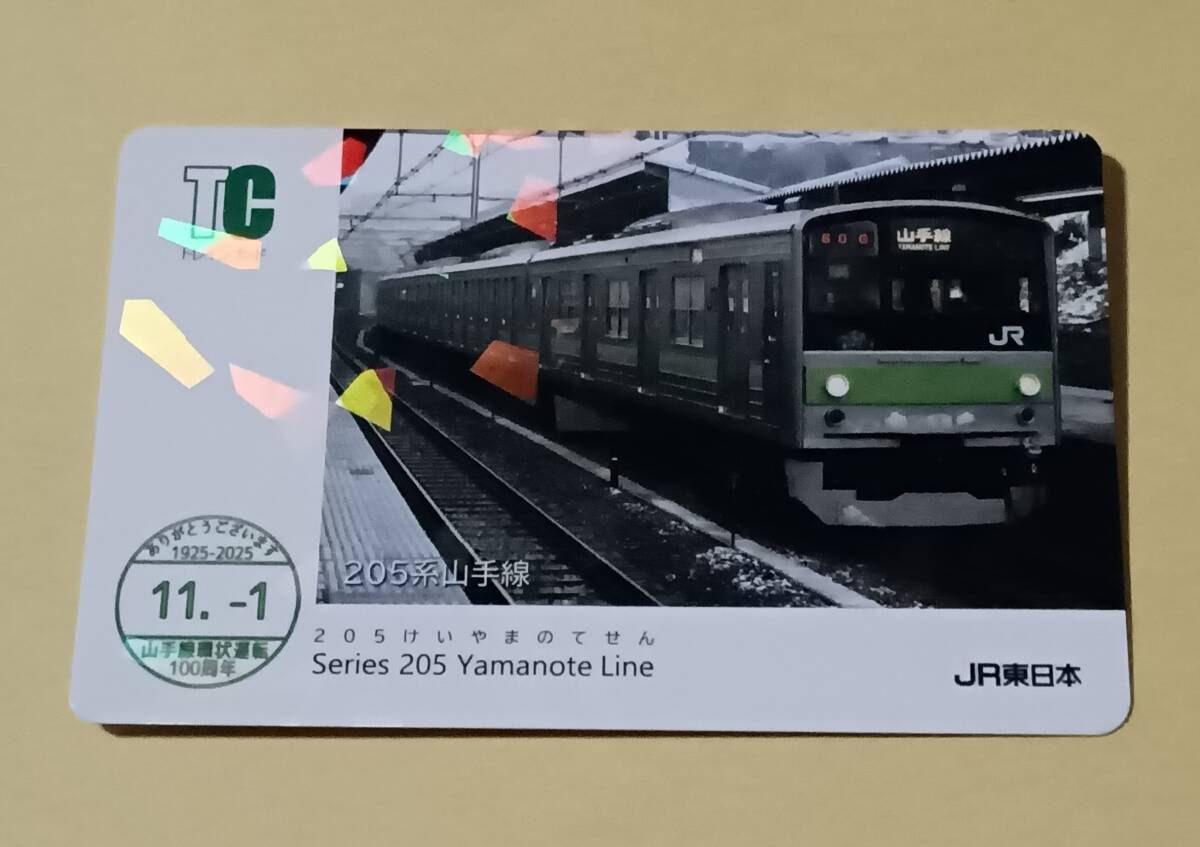 TC
山手線
YAMANOTE LINE
JR
205系山手線
ありがとうございます
1925-2025
11.-1
山手線環状運転
100周年
205けいやまのてせん
Series 205 Yamanote Line
JR東日本